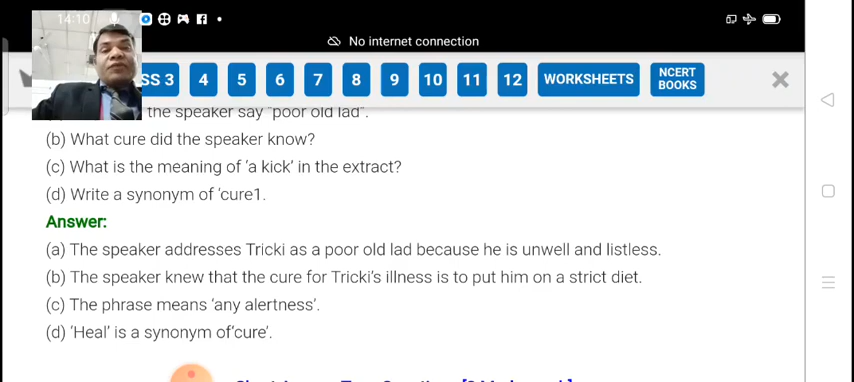 14:10
No internet connection
SS 3 4 5 6 7 8 9 10 11 12 WORKSHEETS NCERT BOOKS
the speaker say "poor old lad".
(b) What cure did the speaker know?
(c) What is the meaning of ‘a kick’ in the extract?
(d) Write a synonym of ‘cure1.
Answer:
(a) The speaker addresses Tricki as a poor old lad because he is unwell and listless.
(b) The speaker knew that the cure for Tricki’s illness is to put him on a strict diet.
(c) The phrase means ‘any alertness’.
(d) ‘Heal’ is a synonym of‘cure’.